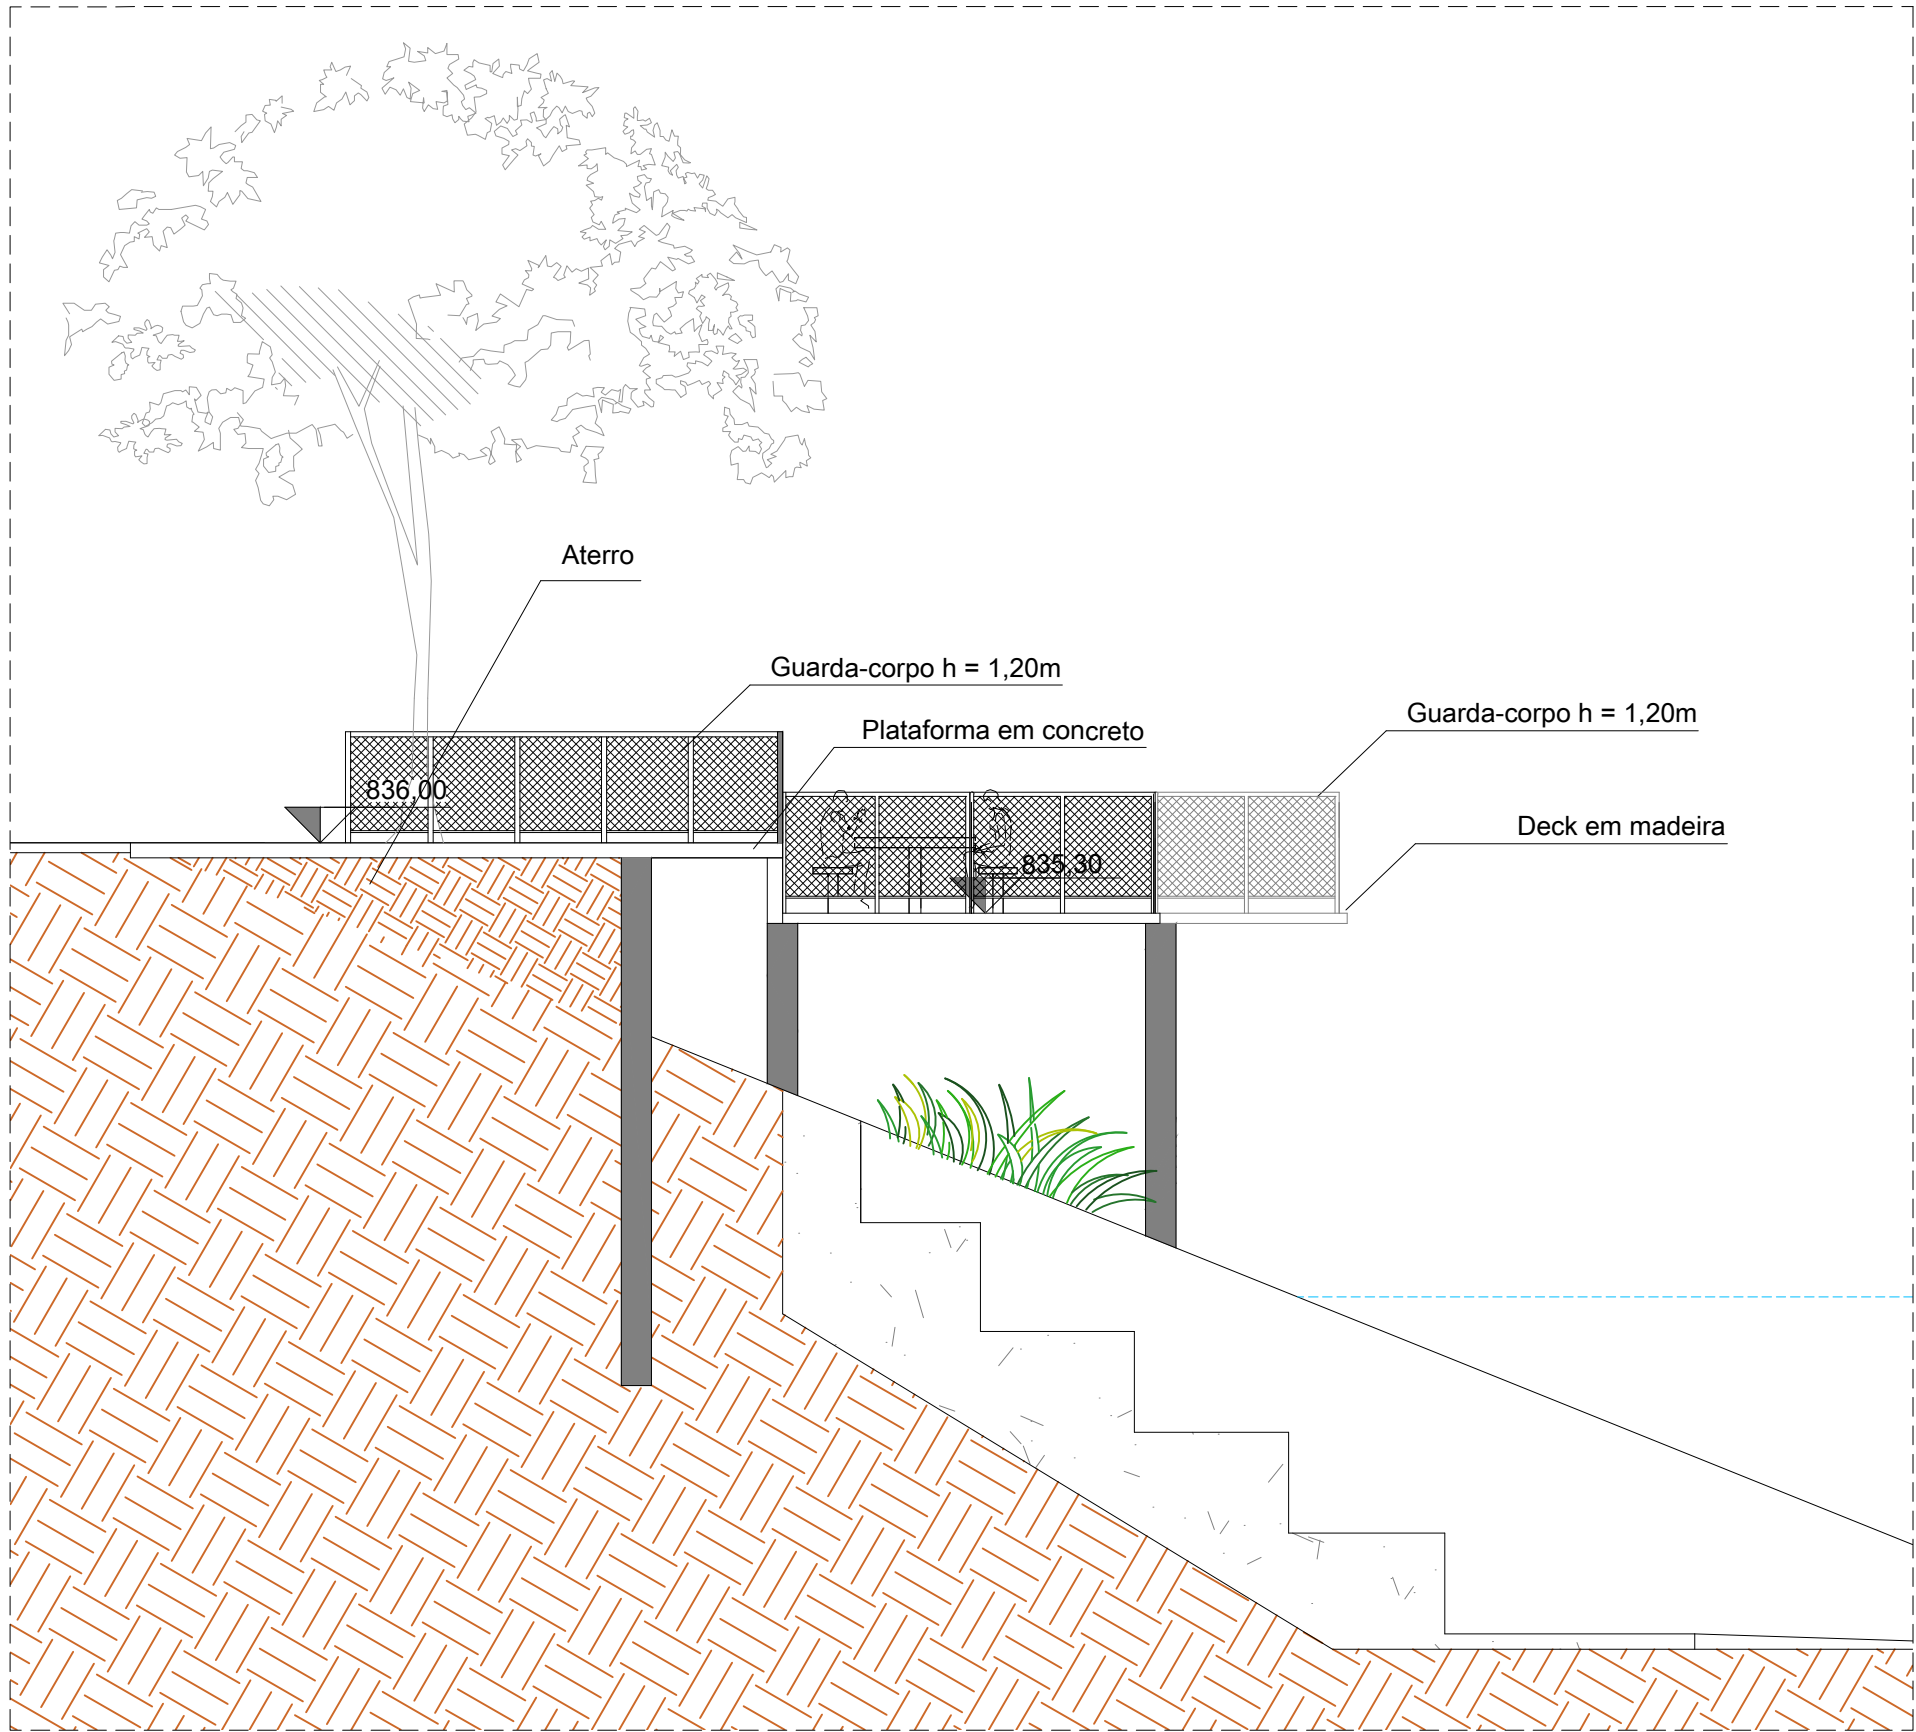 Aterro
Guarda-corpo h = 1,20m
Guarda-corpo h = 1,20m
Plataforma em concreto
836,00
Deck em madeira
835,30